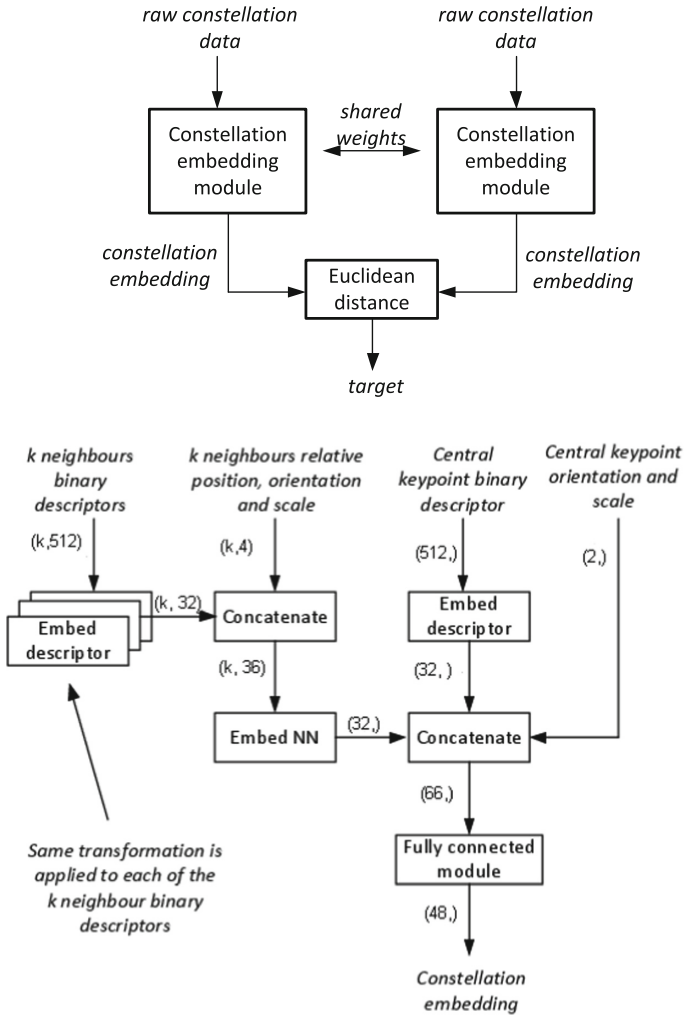 raw constellation
data
raw constellation
data
Constellation
embedding
module
shared
weights
Constellation
embedding
module
constellation
embedding
Euclidean
distance
constellation
embedding
target
k neighbours
binary
descriptors
k neighbours relative
position, orientation
and scale
Central
keypoint binary
descriptor
Central keypoint
orientation and
scale
(k,512)
(k,4)
(512,)
(2,)
Embed
descriptor
(k, 32)
Concatenate
Embed
descriptor
(k, 36)
(32, )
Embed NN
(32,)
Concatenate
(66,)
Same transformation is
applied to each of the
k neighbour binary
descriptors
Fully connected
module
(48,)
Constellation
embedding